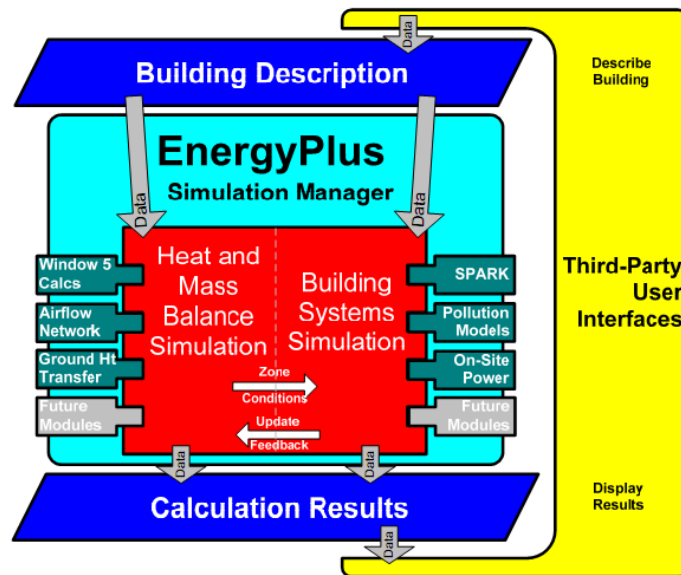 Data
Building Description
Describe
Building
EnergyPlus
Simulation Manager
Data
Data
Heat and
Mass
Balance
Simulation
Building
Systems
Simulation
Window 5
Calcs
Airflow
Network
Ground Ht
Transfer
Future
Modules
SPARK
Pollution
Models
On-Site
Power
Future
Modules
Zone
Conditions
Update
Feedback
Third-Party
User
Interfaces
Data
Data
Calculation Results
Display
Results
Data